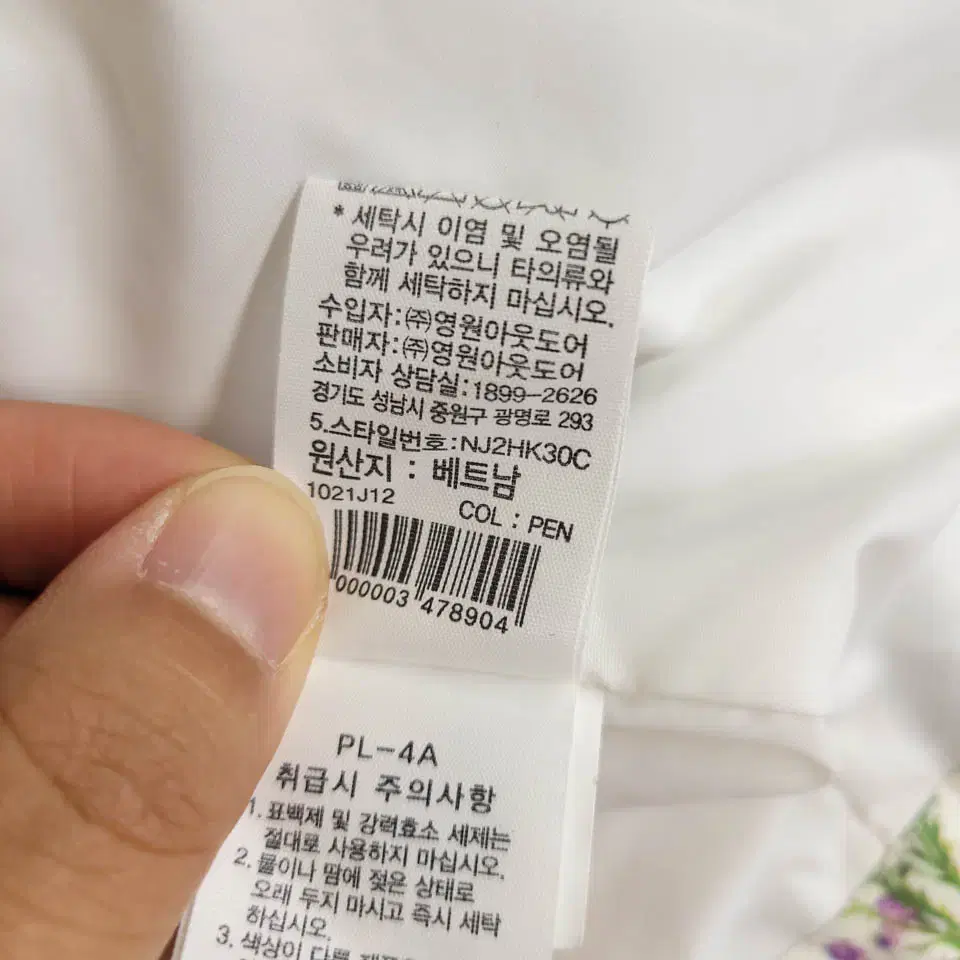 * 세탁시 이염 및 오염될
우려가 있으니 타의류와
함께 세탁하지 마십시오.
수입자:㈜영원아웃도어
판매자:㈜영원아웃도어
소비자 상담실:1899-2626
경기도 성남시 중원구 광명로 293
5.스타일번호:NJ2HK30C
원산지 : 베트남
1021J12
COL : PEN
000003 478904
PL-4A
취급시 주의사항
1. 표백제 및 강력효소 세제는
절대로 사용하지 마십시오.
2. 물이나 땀에 젖은 상태로
오래 두지 마시고 즉시 세탁
하십시오.
3. 색상이 다른